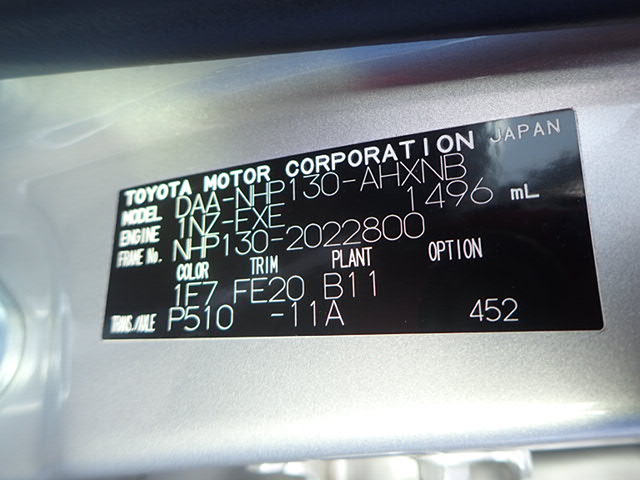 TOYOTA MOTOR CORPORATION JAPAN
MODEL DAA-NHP130-AHXNB
ENGINE 1NZ-EXE 1496 mL
FRAME No. NHP130-2022800
COLOR TRIM PLANT OPTION
1F7 FE20 B11
TRANS./AXLE P510 -11A 452